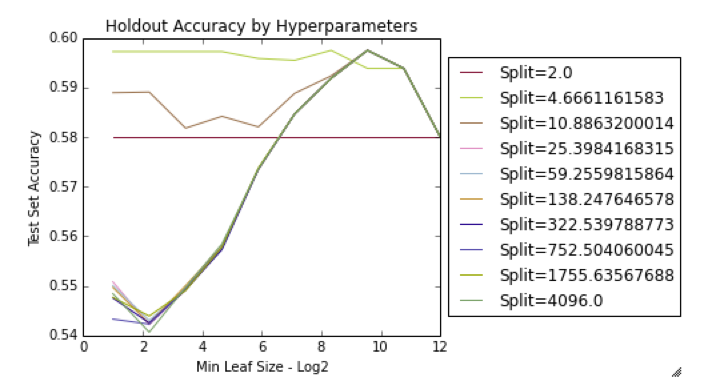 Holdout Accuracy by Hyperparameters
0.60
0.59
0.58
0.57
0.56
0.55
0.54
Test Set Accuracy
0 2 4 6 8 10 12
Min Leaf Size - Log2
Split=2.0
Split=4.6661161583
Split=10.8863200014
Split=25.3984168315
Split=59.2559815864
Split=138.247646578
Split=322.539788773
Split=752.504060045
Split=1755.63567688
Split=4096.0